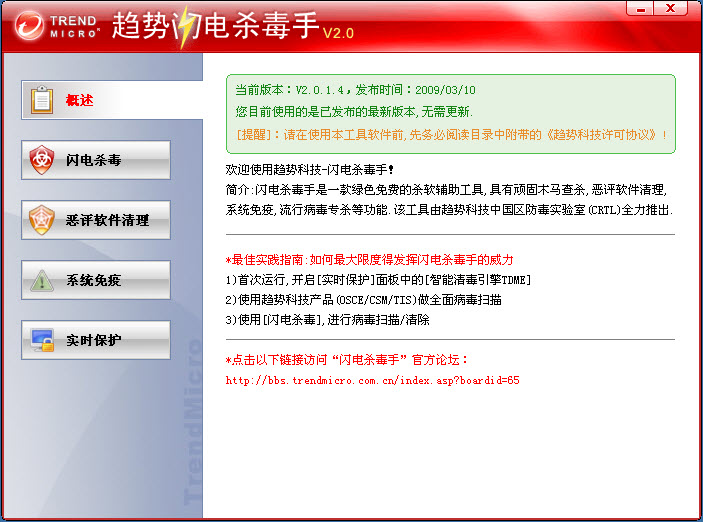 TREND MICRO 趋势闪电杀毒手 V2.0
概述
闪电杀毒
恶评软件清理
系统免疫
实时保护
TrendMicro
当前版本：V2.0.1.4，发布时间：2009/03/10
您目前使用的是已发布的最新版本,无需更新.
[提醒]：请在使用本工具软件前,先务必阅读目录中附带的《趋势科技许可协议》!
欢迎使用趋势科技-闪电杀毒手!
简介:闪电杀毒手是一款绿色免费的杀软辅助工具,具有顽固木马查杀,恶评软件清理,
系统免疫,流行病毒专杀等功能.该工具由趋势科技中国区防毒实验室(CRTL)全力推出.
*最佳实践指南:如何最大限度得发挥闪电杀毒手的威力
1)首次运行,开启[实时保护]面板中的[智能清毒引擎TDME]
2)使用趋势科技产品(OSCE/CSM/TIS)做全面病毒扫描
3)使用[闪电杀毒],进行病毒扫描/清除
*点击以下链接访问“闪电杀毒手”官方论坛：
http://bbs.trendmicro.com.cn/index.asp?boardid=65